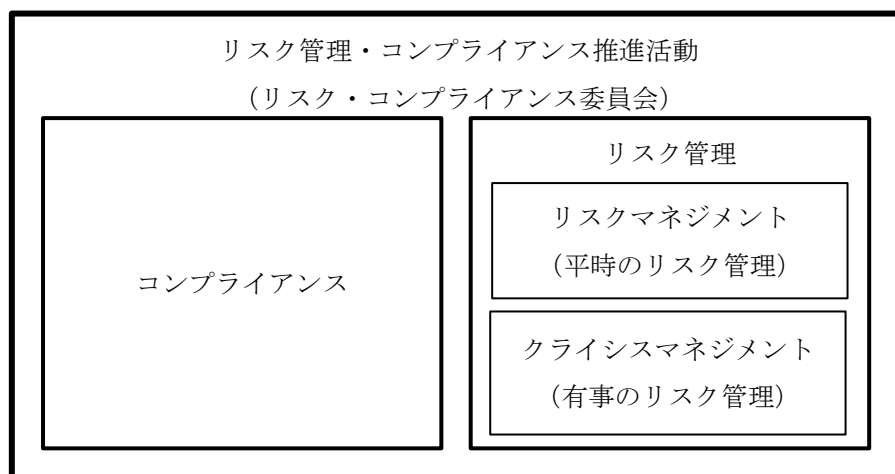 リスク管理・コンプライアンス推進活動
（リスク・コンプライアンス委員会）
コンプライアンス
リスク管理
リスクマネジメント
（平時のリスク管理）
クライシスマネジメント
（有事のリスク管理）